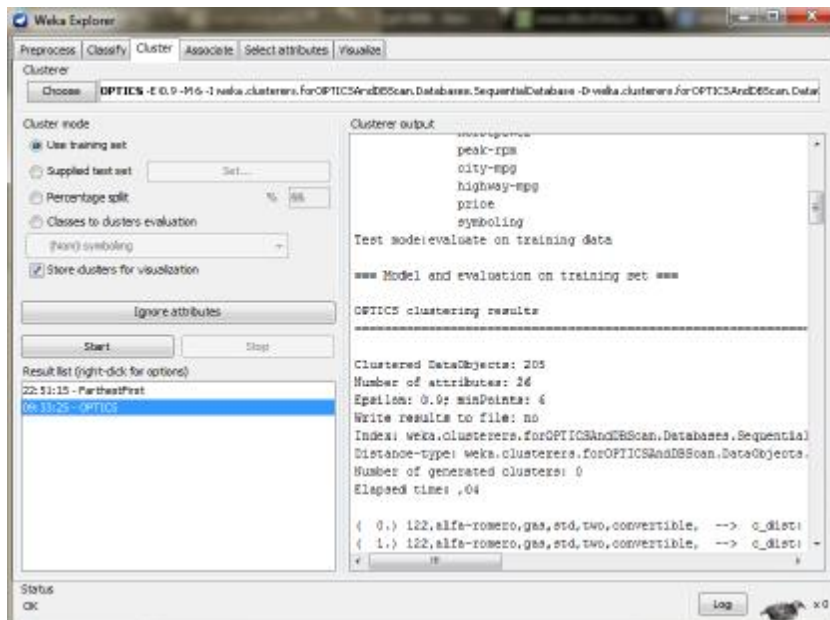 Weka Explorer
Preprocess Classify Cluster Associate Select attributes Visualize
Clusterer
Choose OPTICS -E 0.9 -M 6 -I weka.clusterers.forOPTICSAndDBScan.Databases.SequentialDatabase -D weka.clusterers.forOPTICSAndDBScan.Data
Cluster mode
Use training set
Supplied test set Set...
Percentage split % 66
Classes to clusters evaluation
(Nom) symboling
Store clusters for visualization
Ignore attributes
Start Stop
Result list (right-click for options)
22:51:15 - FarthestFirst
09:33:25 - OPTICS
Clusterer output
horsepower
peak-rpm
city-mpg
highway-mpg
price
symboling
Test mode:evaluate on training data
=== Model and evaluation on training set ===
OPTICS clustering results
Clustered DataObjects: 205
Number of attributes: 26
Epsilon: 0.9; minPoints: 6
Write results to file: no
Index: weka.clusterers.forOPTICSAndDBScan.Databases.Sequential
Distance-type: weka.clusterers.forOPTICSAndDBScan.DataObjects.
Number of generated clusters: 0
Elapsed time: ,04
( 0.) 122,alfa-romero,gas,std,two,convertible, --> c_dist:
( 1.) 122,alfa-romero,gas,std,two,convertible, --> c_dist:
Status
OK
Log x 0